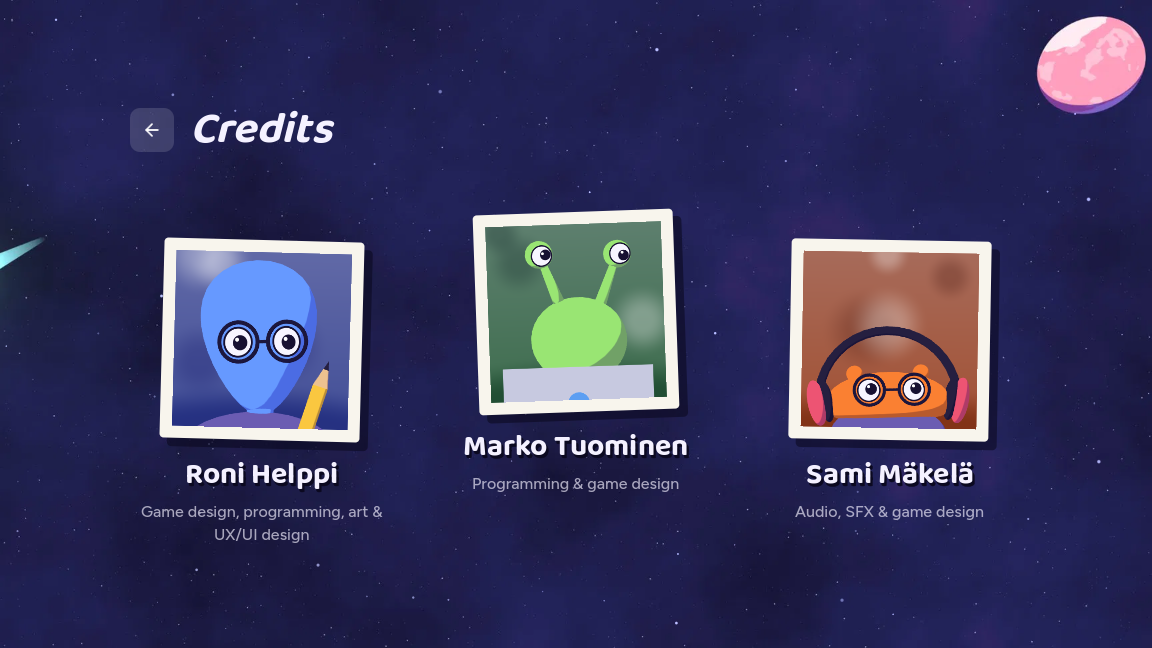 Credits
Roni Helppi
Game design, programming, art &
UX/UI design
Marko Tuominen
Programming & game design
Sami Mäkelä
Audio, SFX & game design